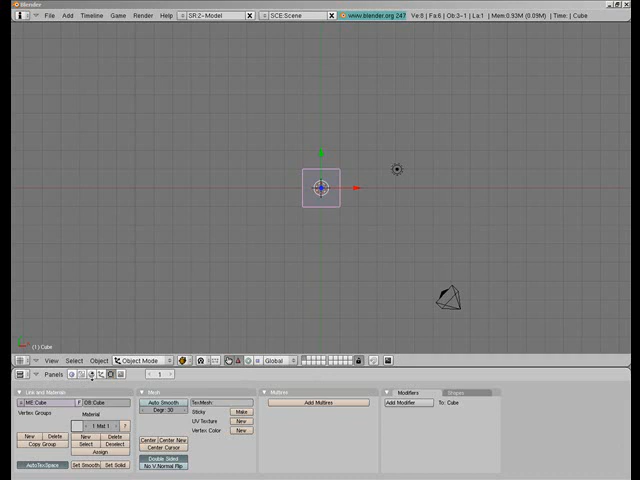 Blender
File Add Timeline Game Render Help SR:2-Model SCE:Scene www.blender.org 247 Ve:8 | Fa:6 | Ob:3-1 | La:1 | Mem:0.93M (0.09M) | Time: | Cube
(1) Cube
View Select Object Object Mode Global
Panels 1
Link and Materials Mesh Multires Modifiers Shapes
ME:Cube F OB:Cube Auto Smooth TexMesh: Add Multires Add Modifier To: Cube
Vertex Groups Material Degr: 30 Sticky Make
1 Mat 1 ? UV Texture New
New Delete New Delete Vertex Color New
Copy Group Select Deselect Center Center New
Assign Center Cursor
AutoTexSpace Set Smooth Set Solid Double Sided
No V.Normal Flip